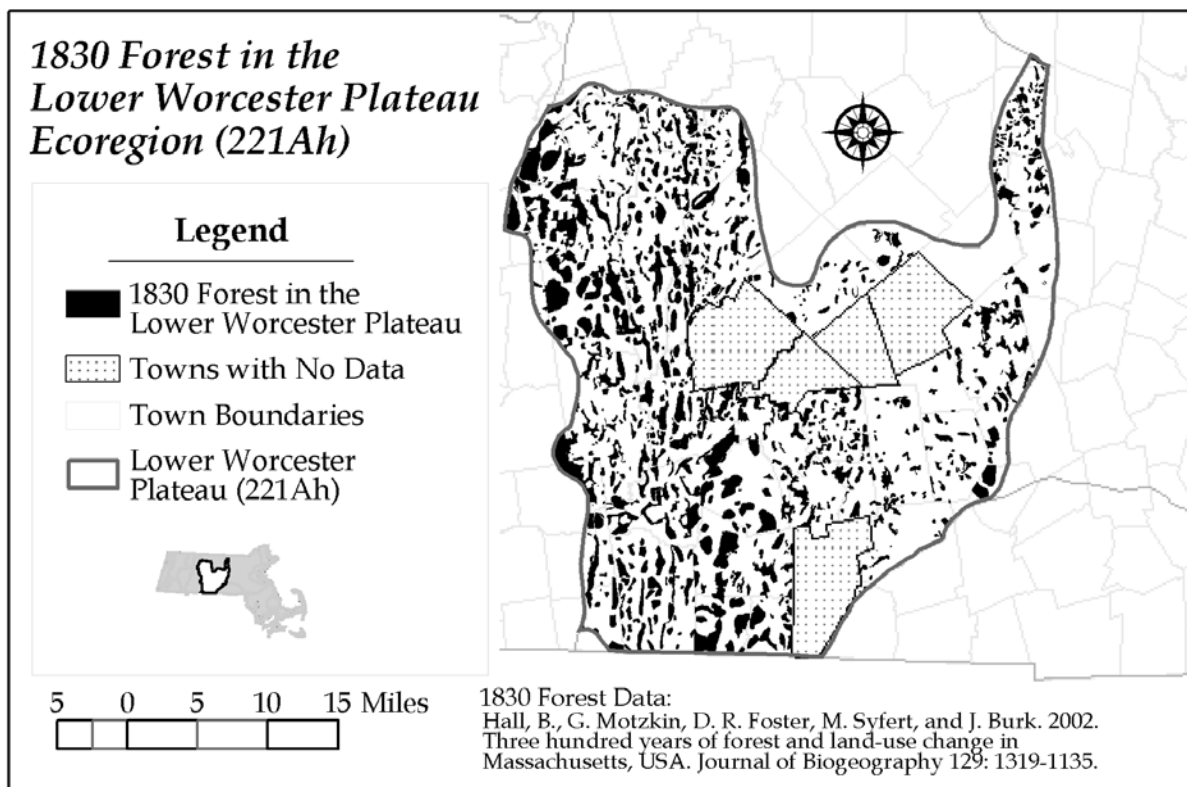 1830 Forest in the
Lower Worcester Plateau
Ecoregion (221Ah)
Legend
1830 Forest in the
Lower Worcester Plateau
Towns with No Data
Town Boundaries
Lower Worcester
Plateau (221Ah)
5 0 5 10 15 Miles
1830 Forest Data:
Hall, B., G. Motzkin, D. R. Foster, M. Syfert, and J. Burk. 2002.
Three hundred years of forest and land-use change in
Massachusetts, USA. Journal of Biogeography 129: 1319-1135.